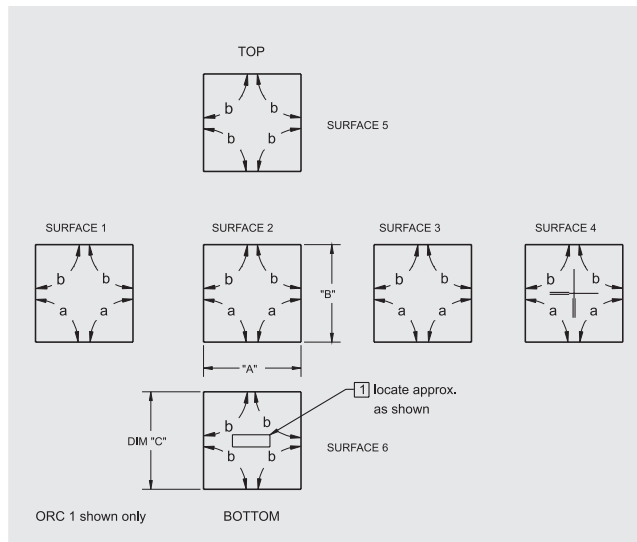 TOP
b b
b b
SURFACE 5
SURFACE 1 SURFACE 2 SURFACE 3 SURFACE 4
b b b b b b b b
a a b b a a a a
"B"
"A"
1 locate approx.
as shown
b b
DIM "C"
b b
SURFACE 6
ORC 1 shown only BOTTOM